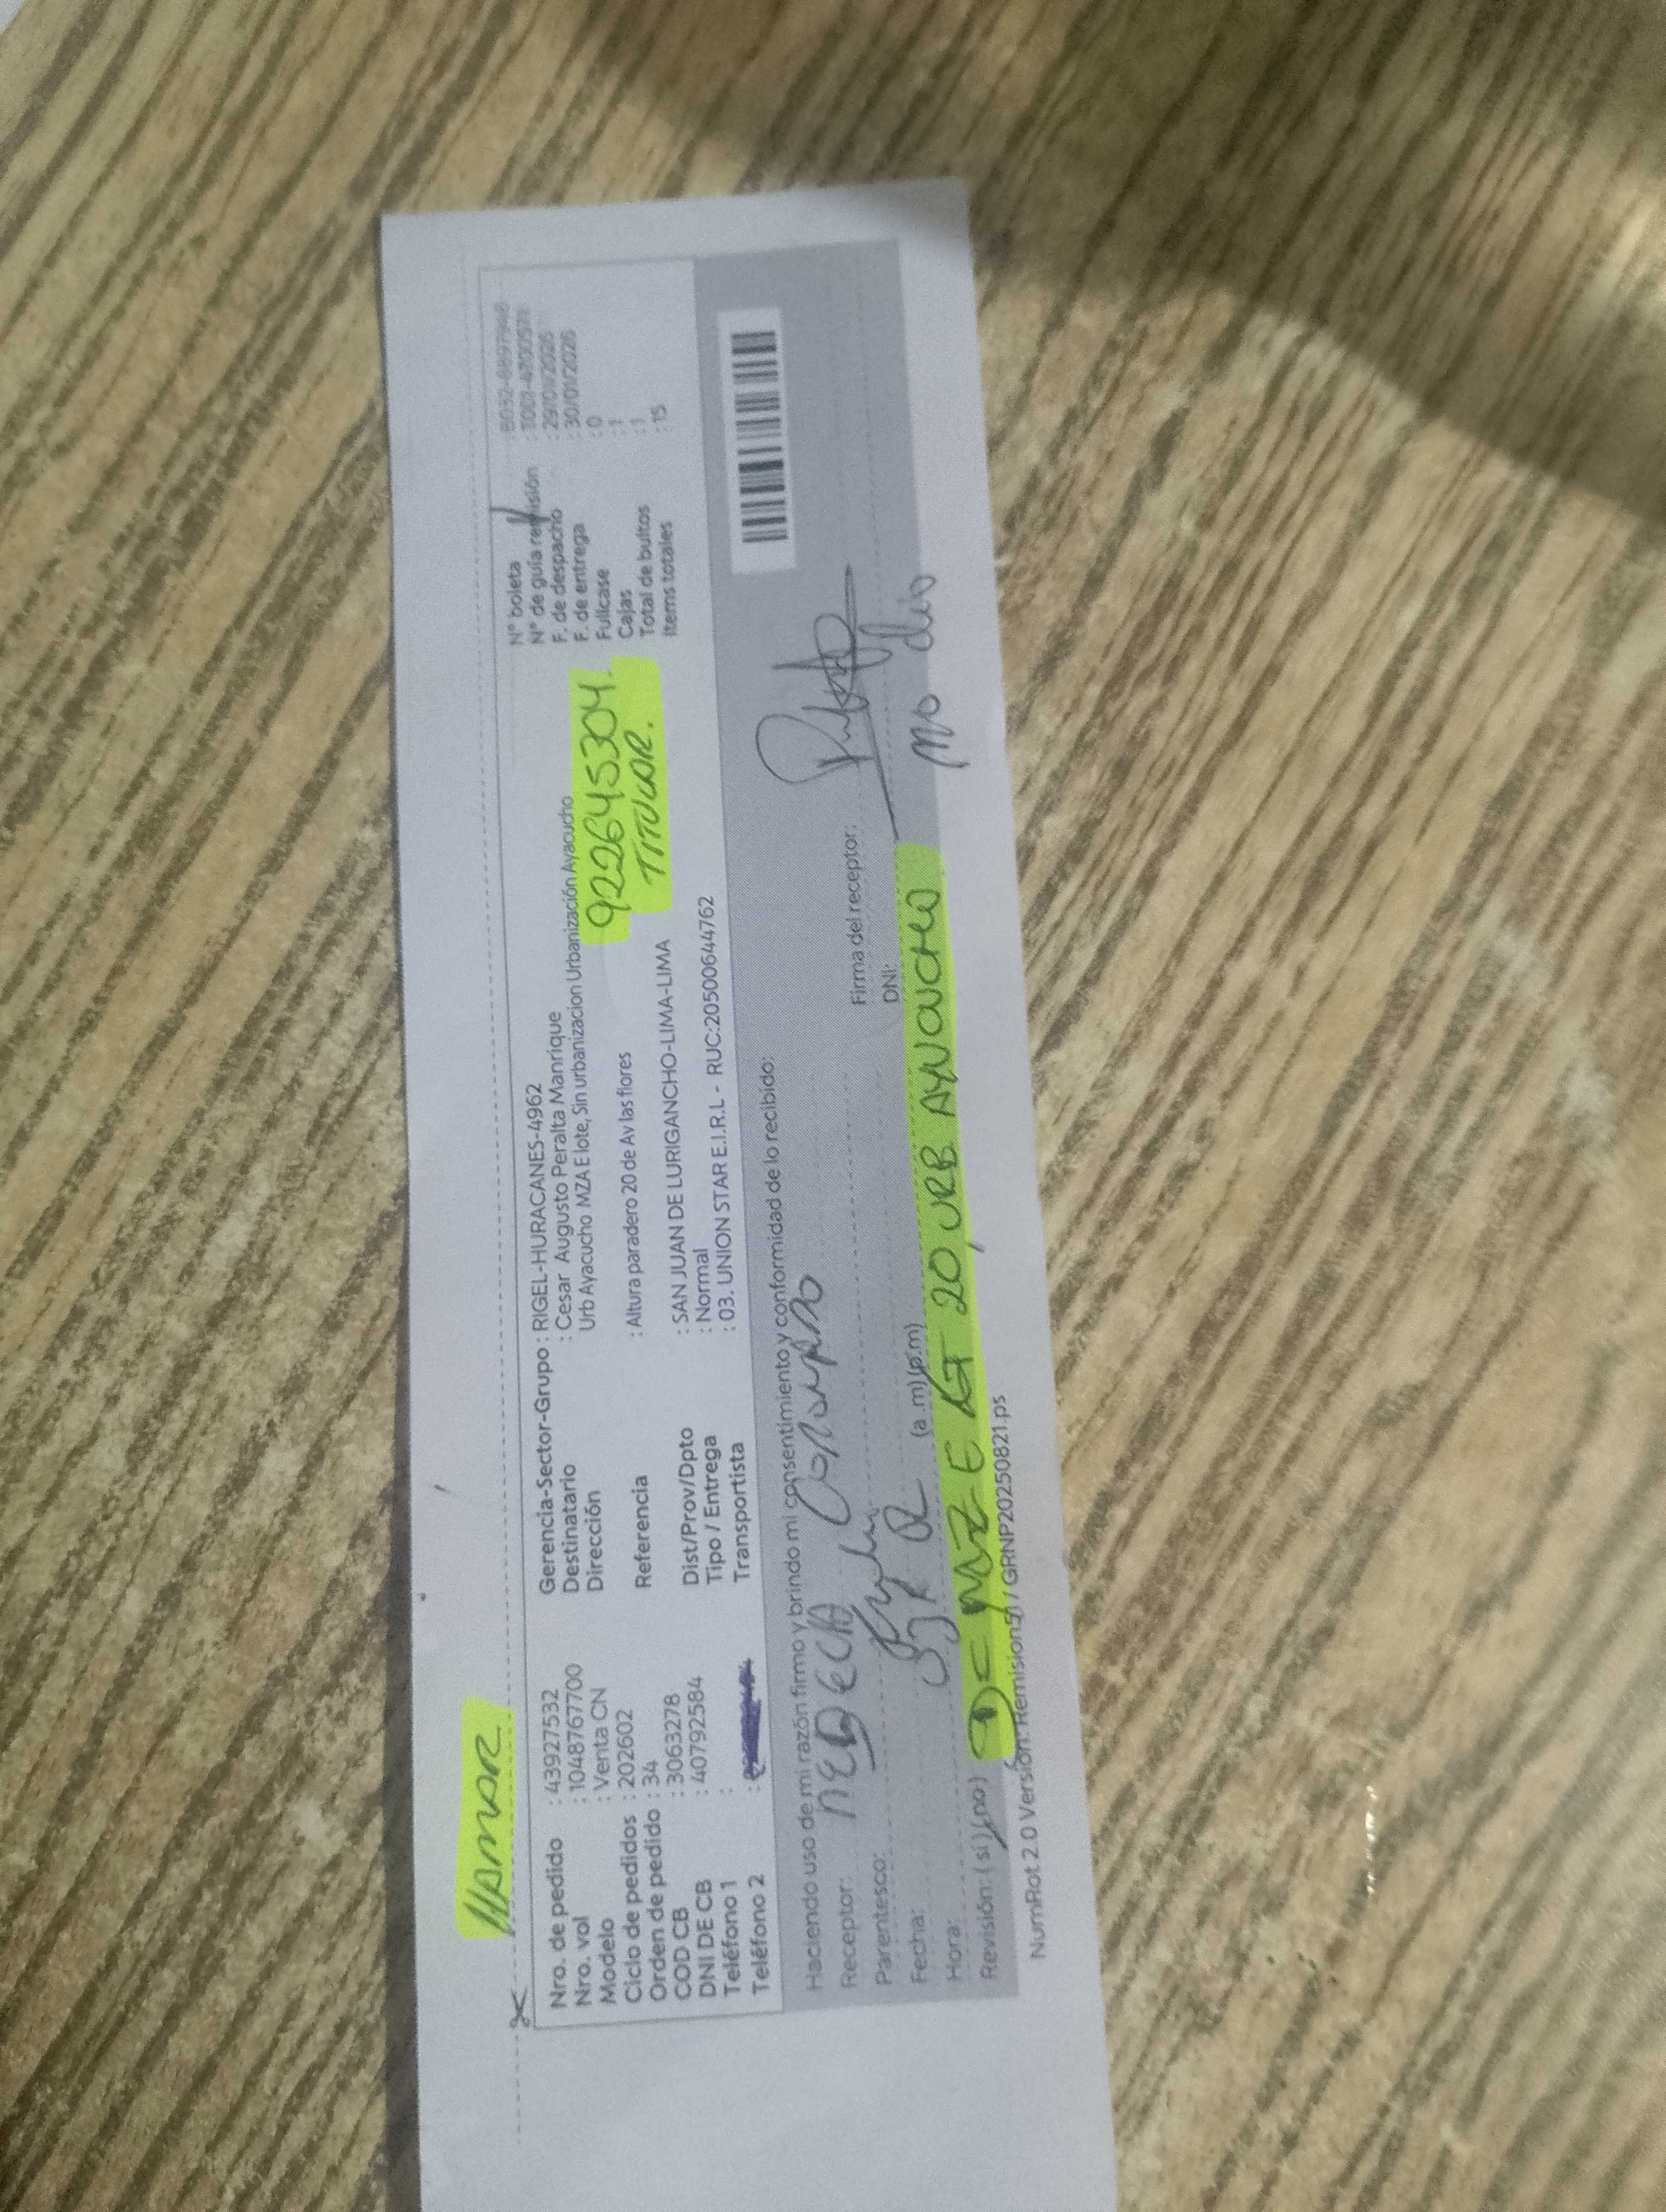 LLAMAR
Nro. de pedido : 43927532
Nro. vol : 1048767700
Modelo : Venta CN
Ciclo de pedidos : 202602
Orden de pedido : 34
COD CB : 3063278
DNI DE CB : 40792584
Teléfono 1 :
Teléfono 2 :
Gerencia-Sector-Grupo : RIGEL-HURACANES-4962
Destinatario : Cesar Augusto Peralta Manrique
Dirección Urb Ayacucho MZA E lote, Sin urbanizacion Urbanización Ayacucho
Referencia : Altura paradero 20 de Av las flores
Dist/Prov/Dpto : SAN JUAN DE LURIGANCHO-LIMA-LIMA
Tipo / Entrega : Normal
Transportista : 03. UNION STAR E.I.R.L - RUC:20500644762
922645304.
TITULAR.
N° boleta
N° de guía remisión
F. de despacho
F. de entrega : 30/01/2026
Fullcase : 0
Cajas : 1
Total de bultos : 1
Items totales : 15
Haciendo uso de mi razón firmo y brindo mi consentimiento y conformidad de lo recibido:
Receptor:
Parentesco:
Fecha:
Hora: (a.m)(p.m)
Revisión: (si)(no)
Firma del receptor:
DNI:
no dio
D= MZ E LT 20, URB AYACUCHO
NumRot 2.0 Versión: Remision51 / GRNP20250821.ps